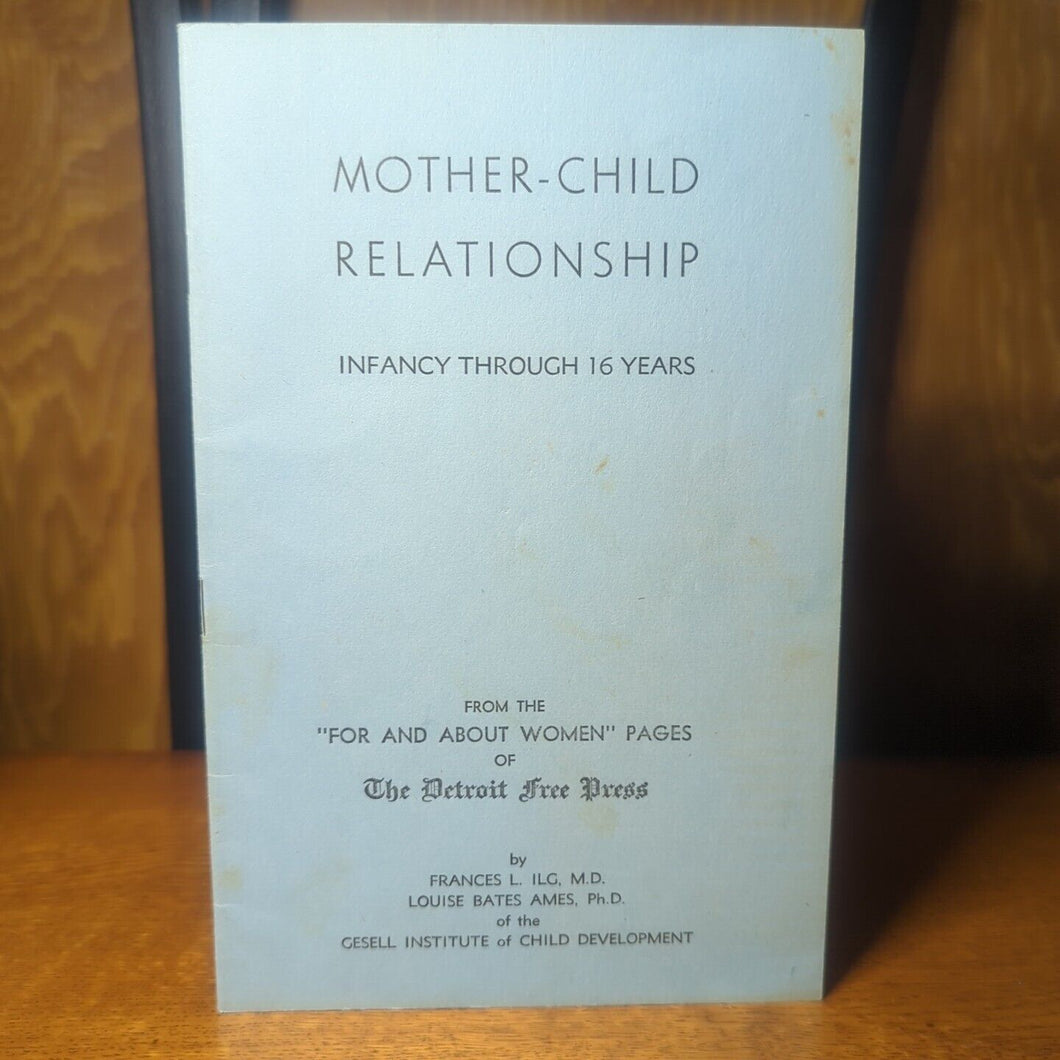 MOTHER-CHILD
RELATIONSHIP
INFANCY THROUGH 16 YEARS
FROM THE
"FOR AND ABOUT WOMEN" PAGES
OF
The Detroit Free Press
by
FRANCES L. ILG, M.D.
LOUISE BATES AMES, Ph.D.
of the
GESELL INSTITUTE of CHILD DEVELOPMENT